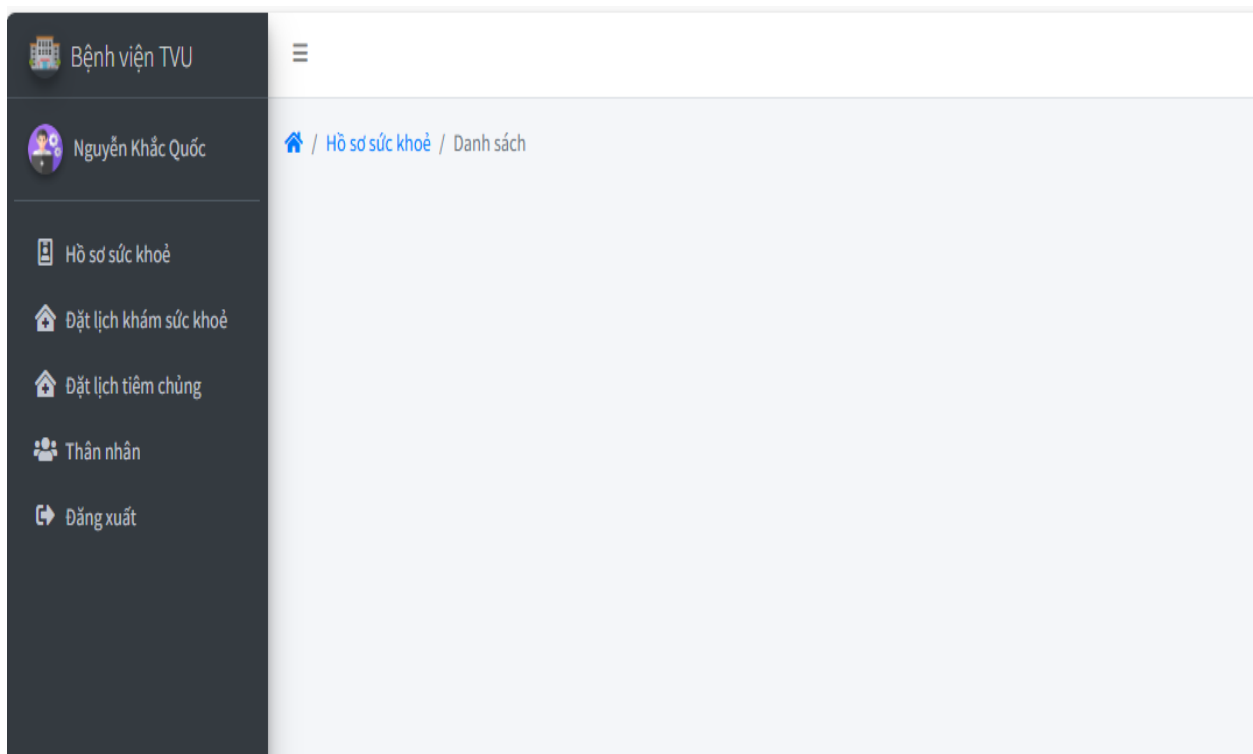 Bệnh viện TVU
Nguyễn Khắc Quốc
/ Hồ sơ sức khoẻ / Danh sách
Hồ sơ sức khoẻ
Đặt lịch khám sức khoẻ
Đặt lịch tiêm chủng
Thân nhân
Đăng xuất